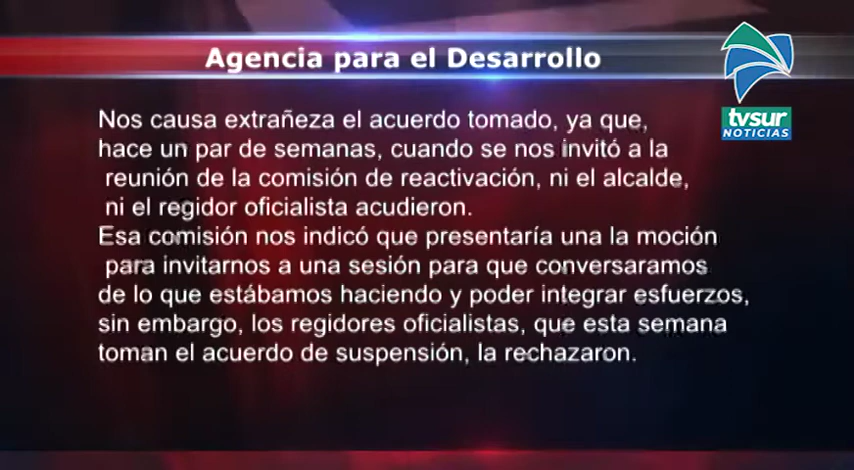 Agencia para el Desarrollo
tvsur
NOTICIAS
Nos causa extrañeza el acuerdo tomado, ya que,
hace un par de semanas, cuando se nos invitó a la
reunión de la comisión de reactivación, ni el alcalde,
ni el regidor oficialista acudieron.
Esa comisión nos indicó que presentaría una la moción
para invitarnos a una sesión para que conversaramos
de lo que estábamos haciendo y poder integrar esfuerzos,
sin embargo, los regidores oficialistas, que esta semana
toman el acuerdo de suspensión, la rechazaron.